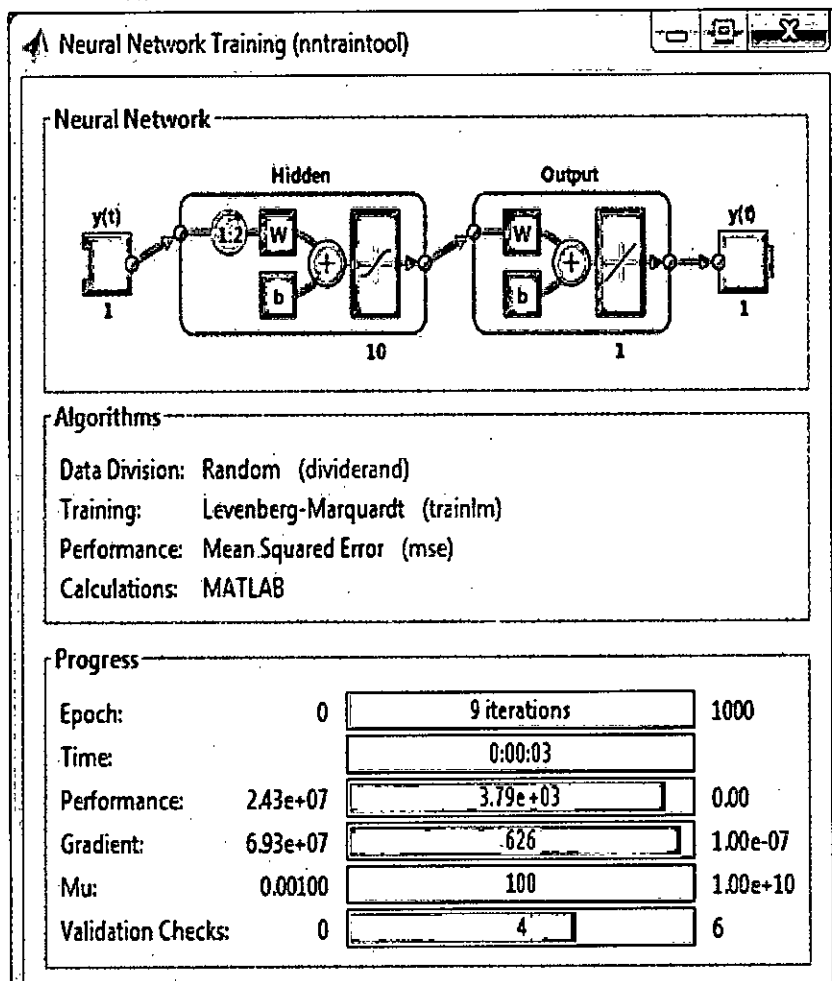 Neural Network Training (nntraintool)
Neural Network
Hidden
Output
y(t)
1:2
W
b
10
W
b
1
y(t)
1
1
Algorithms
Data Division: Random (dividerand)
Training: Levenberg-Marquardt (trainlm)
Performance: Mean Squared Error (mse)
Calculations: MATLAB
Progress
Epoch: 0 9 iterations 1000
Time: 0:00:03
Performance: 2.43e+07 3.79e+03 0.00
Gradient: 6.93e+07 626 1.00e-07
Mu: 0.00100 100 1.00e+10
Validation Checks: 0 4 6